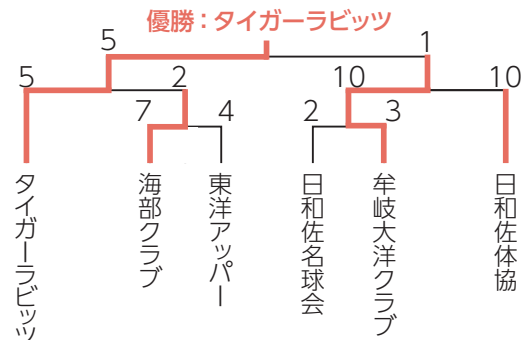 優勝：タイガーラビッツ
5 1
5 2 10 10
7 4 2 3
タイガーラビッツ
海部クラブ
東洋アッパー
日和佐名球会
牟岐大洋クラブ
日和佐体協